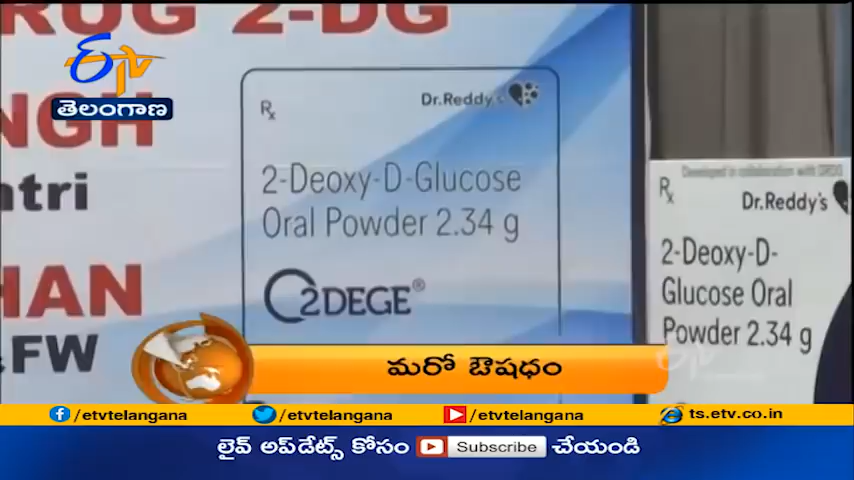 RUG 2-DG
ETV
తెలంగాణ
NGH
ntri
HAN
&FW
Rx
Dr.Reddy's
2-Deoxy-D-Glucose
Oral Powder 2.34 g
2DEGE®
Developed in collaboration with DRDO
Rx
Dr.Reddy's
2-Deoxy-D-
Glucose Oral
Powder 2.34 g
మరో ఔషధం
/etvtelangana
/etvtelangana
/etvtelangana
ts.etv.co.in
లైవ్ అప్‌డేట్స్ కోసం Subscribe చేయండి